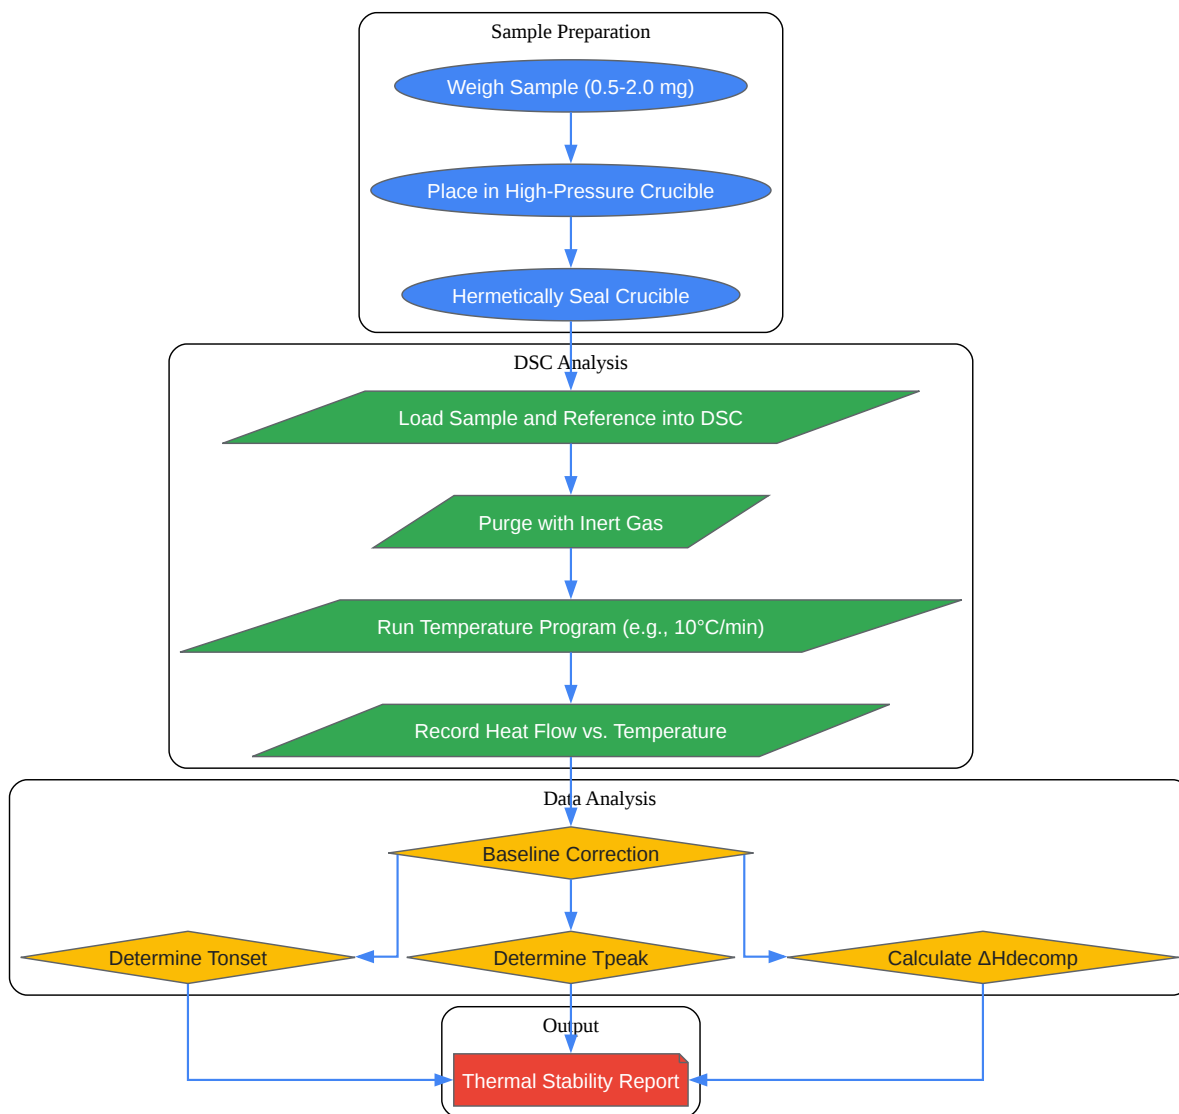 Sample Preparation
Weigh Sample (0.5-2.0 mg)
Place in High-Pressure Crucible
Hermetically Seal Crucible
DSC Analysis
Load Sample and Reference into DSC
Purge with Inert Gas
Run Temperature Program (e.g., 10°C/min)
Record Heat Flow vs. Temperature
Data Analysis
Baseline Correction
Determine Tonset
Determine Tpeak
Calculate ΔHdecomp
Output
Thermal Stability Report